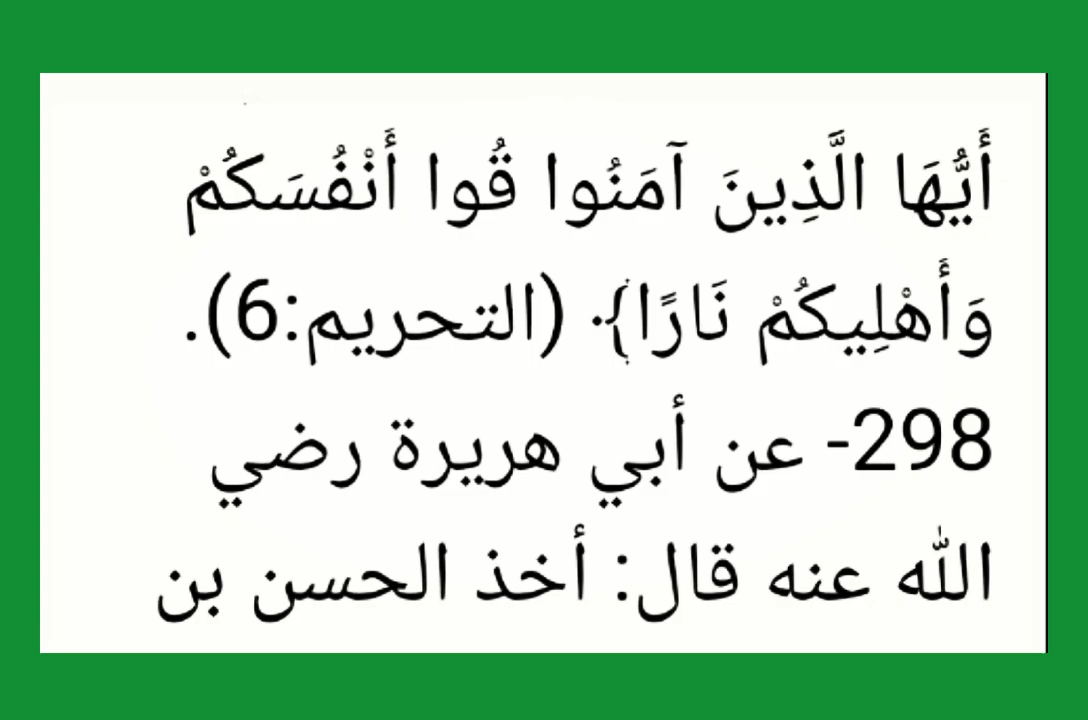 أَيُّهَا الَّذِينَ آمَنُوا قُوا أَنْفُسَكُمْ
وَأَهْلِيكُمْ نَارًا}. (التحريم:6).
298- عن أبي هريرة رضي
الله عنه قال: أخذ الحسن بن